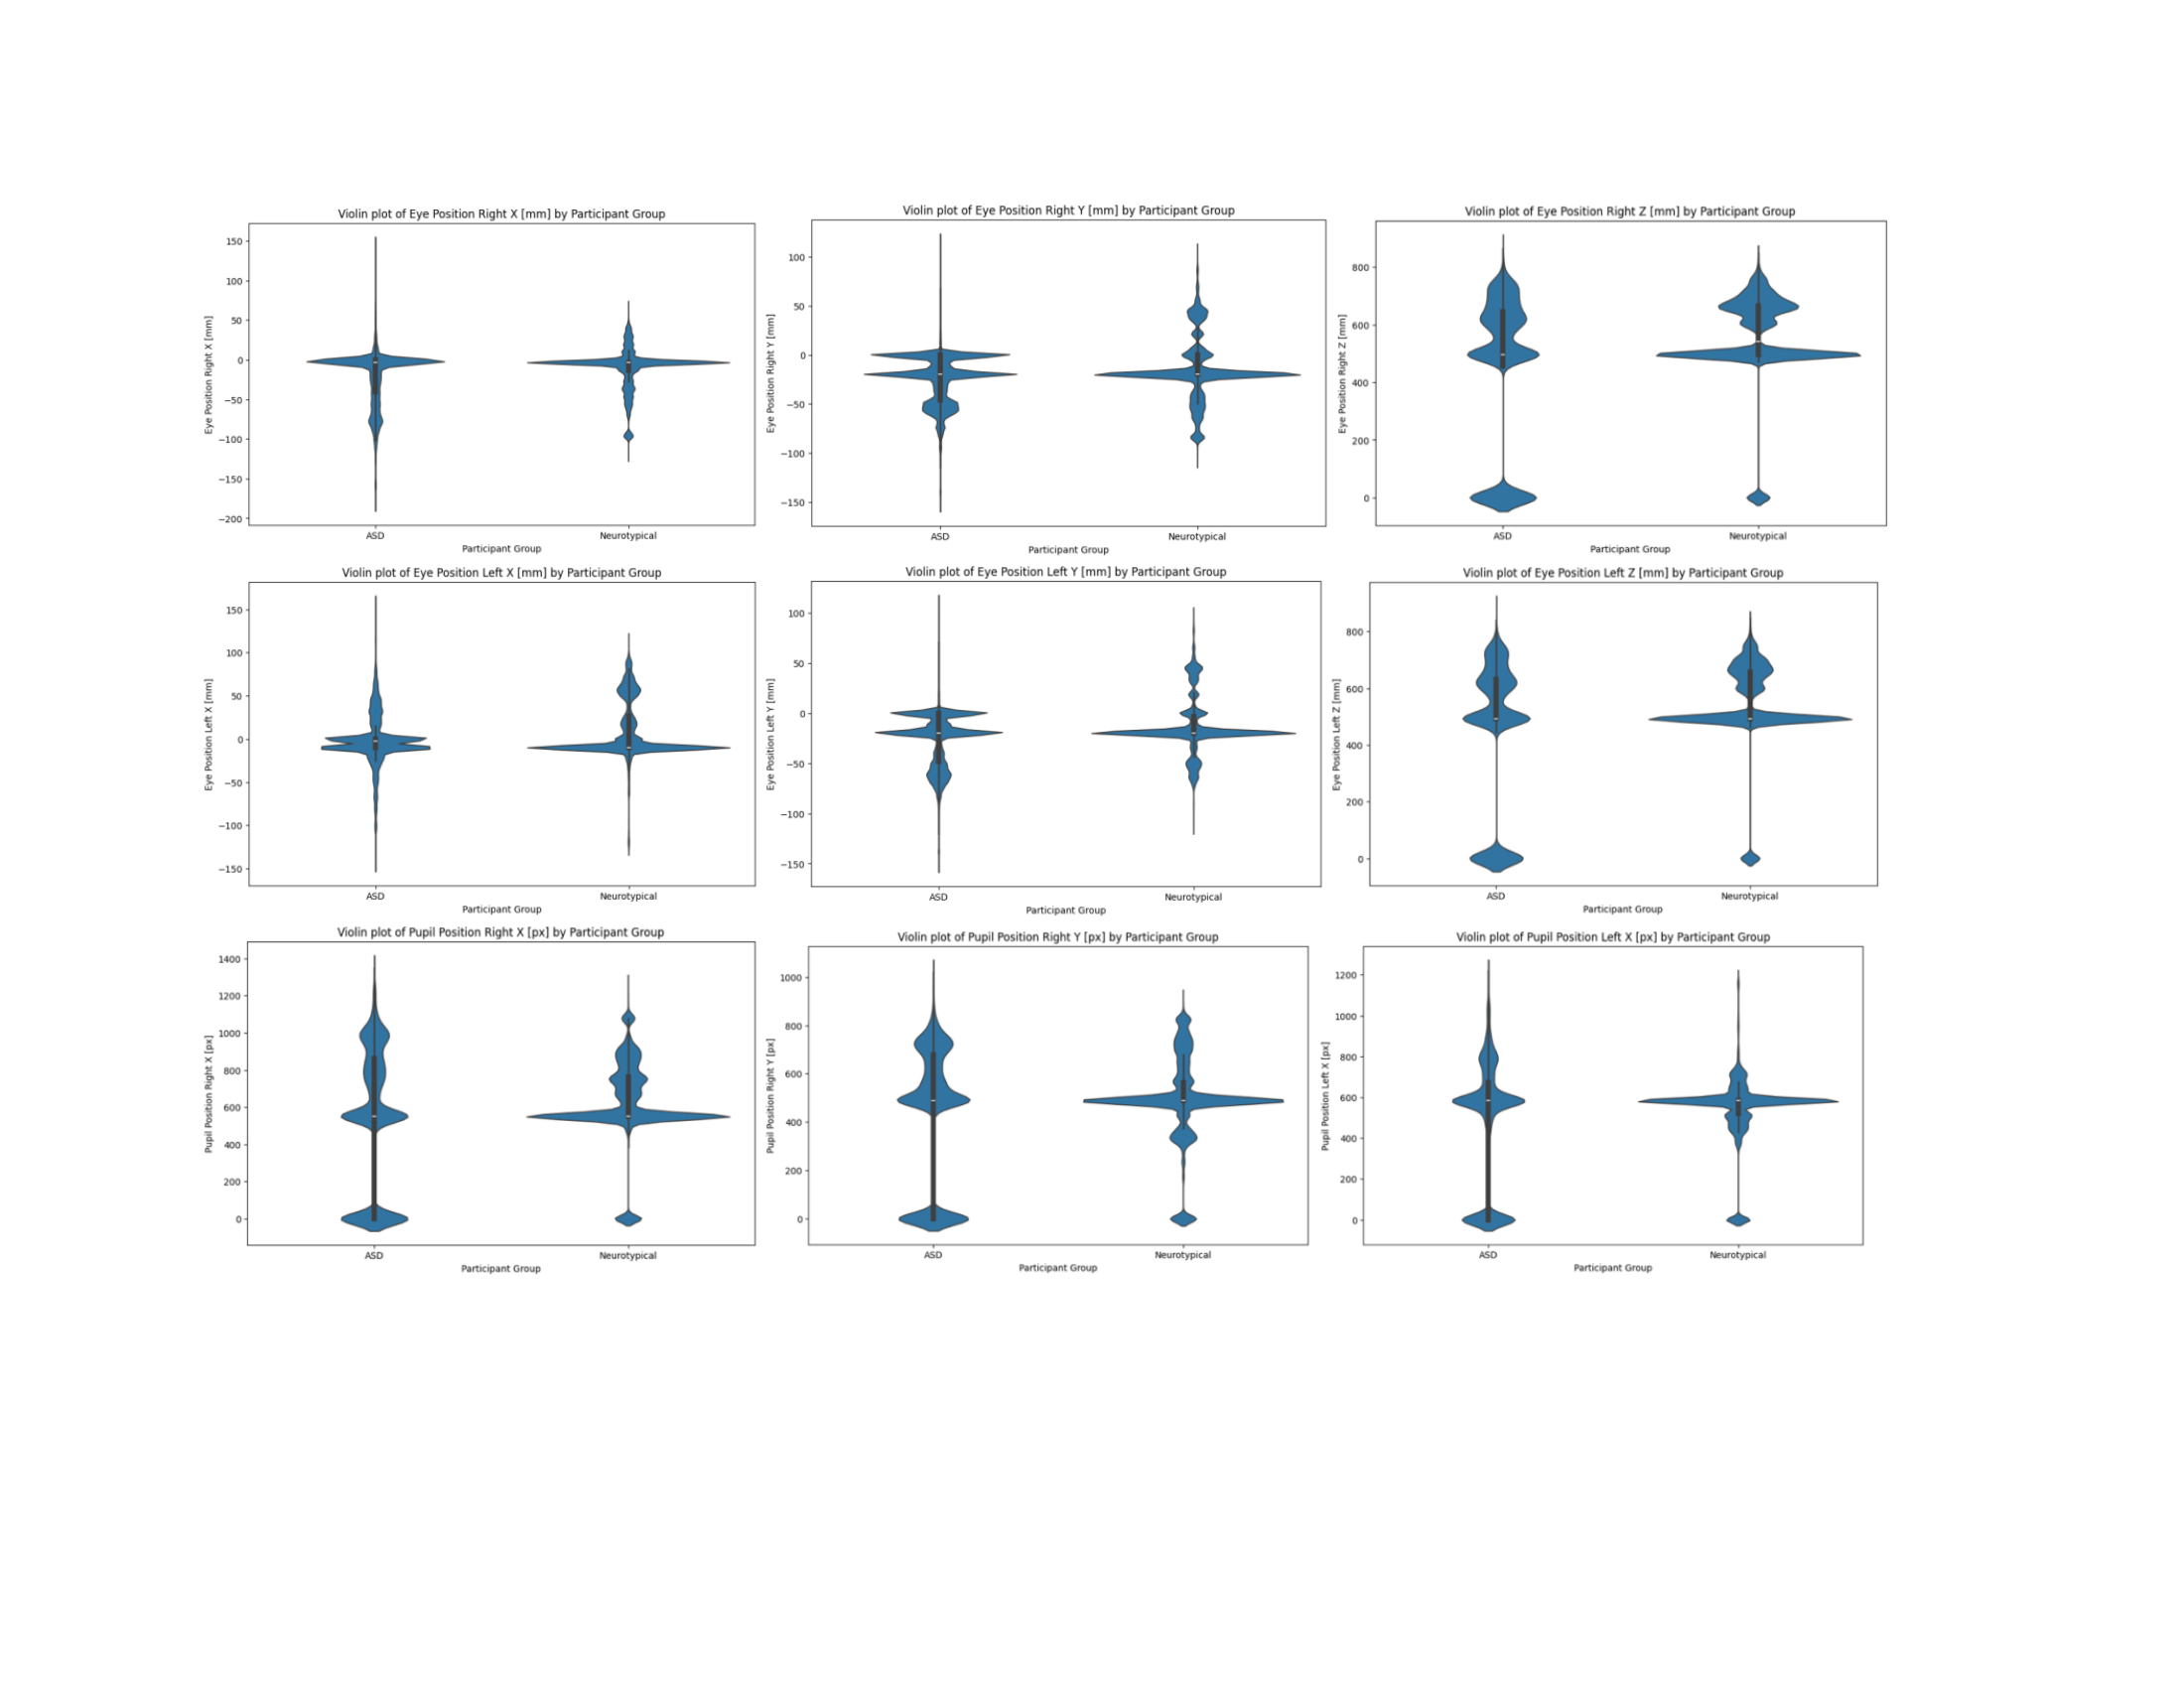 Violin plot of Eye Position Right X [mm] by Participant Group
Eye Position Right X [mm]
150
100
50
0
−50
−100
−150
−200
ASD
Neurotypical
Participant Group
Violin plot of Eye Position Right Y [mm] by Participant Group
Eye Position Right Y [mm]
100
50
0
−50
−100
−150
ASD
Neurotypical
Participant Group
Violin plot of Eye Position Right Z [mm] by Participant Group
Eye Position Right Z [mm]
800
600
400
200
0
ASD
Neurotypical
Participant Group
Violin plot of Eye Position Left X [mm] by Participant Group
Eye Position Left X [mm]
150
100
50
0
−50
−100
−150
ASD
Neurotypical
Participant Group
Violin plot of Eye Position Left Y [mm] by Participant Group
Eye Position Left Y [mm]
100
50
0
−50
−100
−150
ASD
Neurotypical
Participant Group
Violin plot of Eye Position Left Z [mm] by Participant Group
Eye Position Left Z [mm]
800
600
400
200
0
ASD
Neurotypical
Participant Group
Violin plot of Pupil Position Right X [px] by Participant Group
Pupil Position Right X [px]
1400
1200
1000
800
600
400
200
0
ASD
Neurotypical
Participant Group
Violin plot of Pupil Position Right Y [px] by Participant Group
Pupil Position Right Y [px]
1000
800
600
400
200
0
ASD
Neurotypical
Participant Group
Violin plot of Pupil Position Left X [px] by Participant Group
Pupil Position Left X [px]
1200
1000
800
600
400
200
0
ASD
Neurotypical
Participant Group